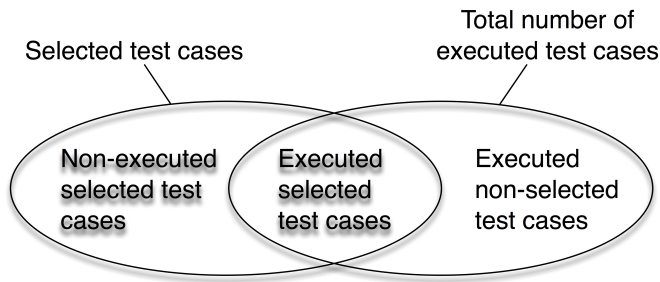 Selected test cases
Total number of
executed test cases
Non-executed
selected test
cases
Executed
selected
test cases
Executed
non-selected
test cases